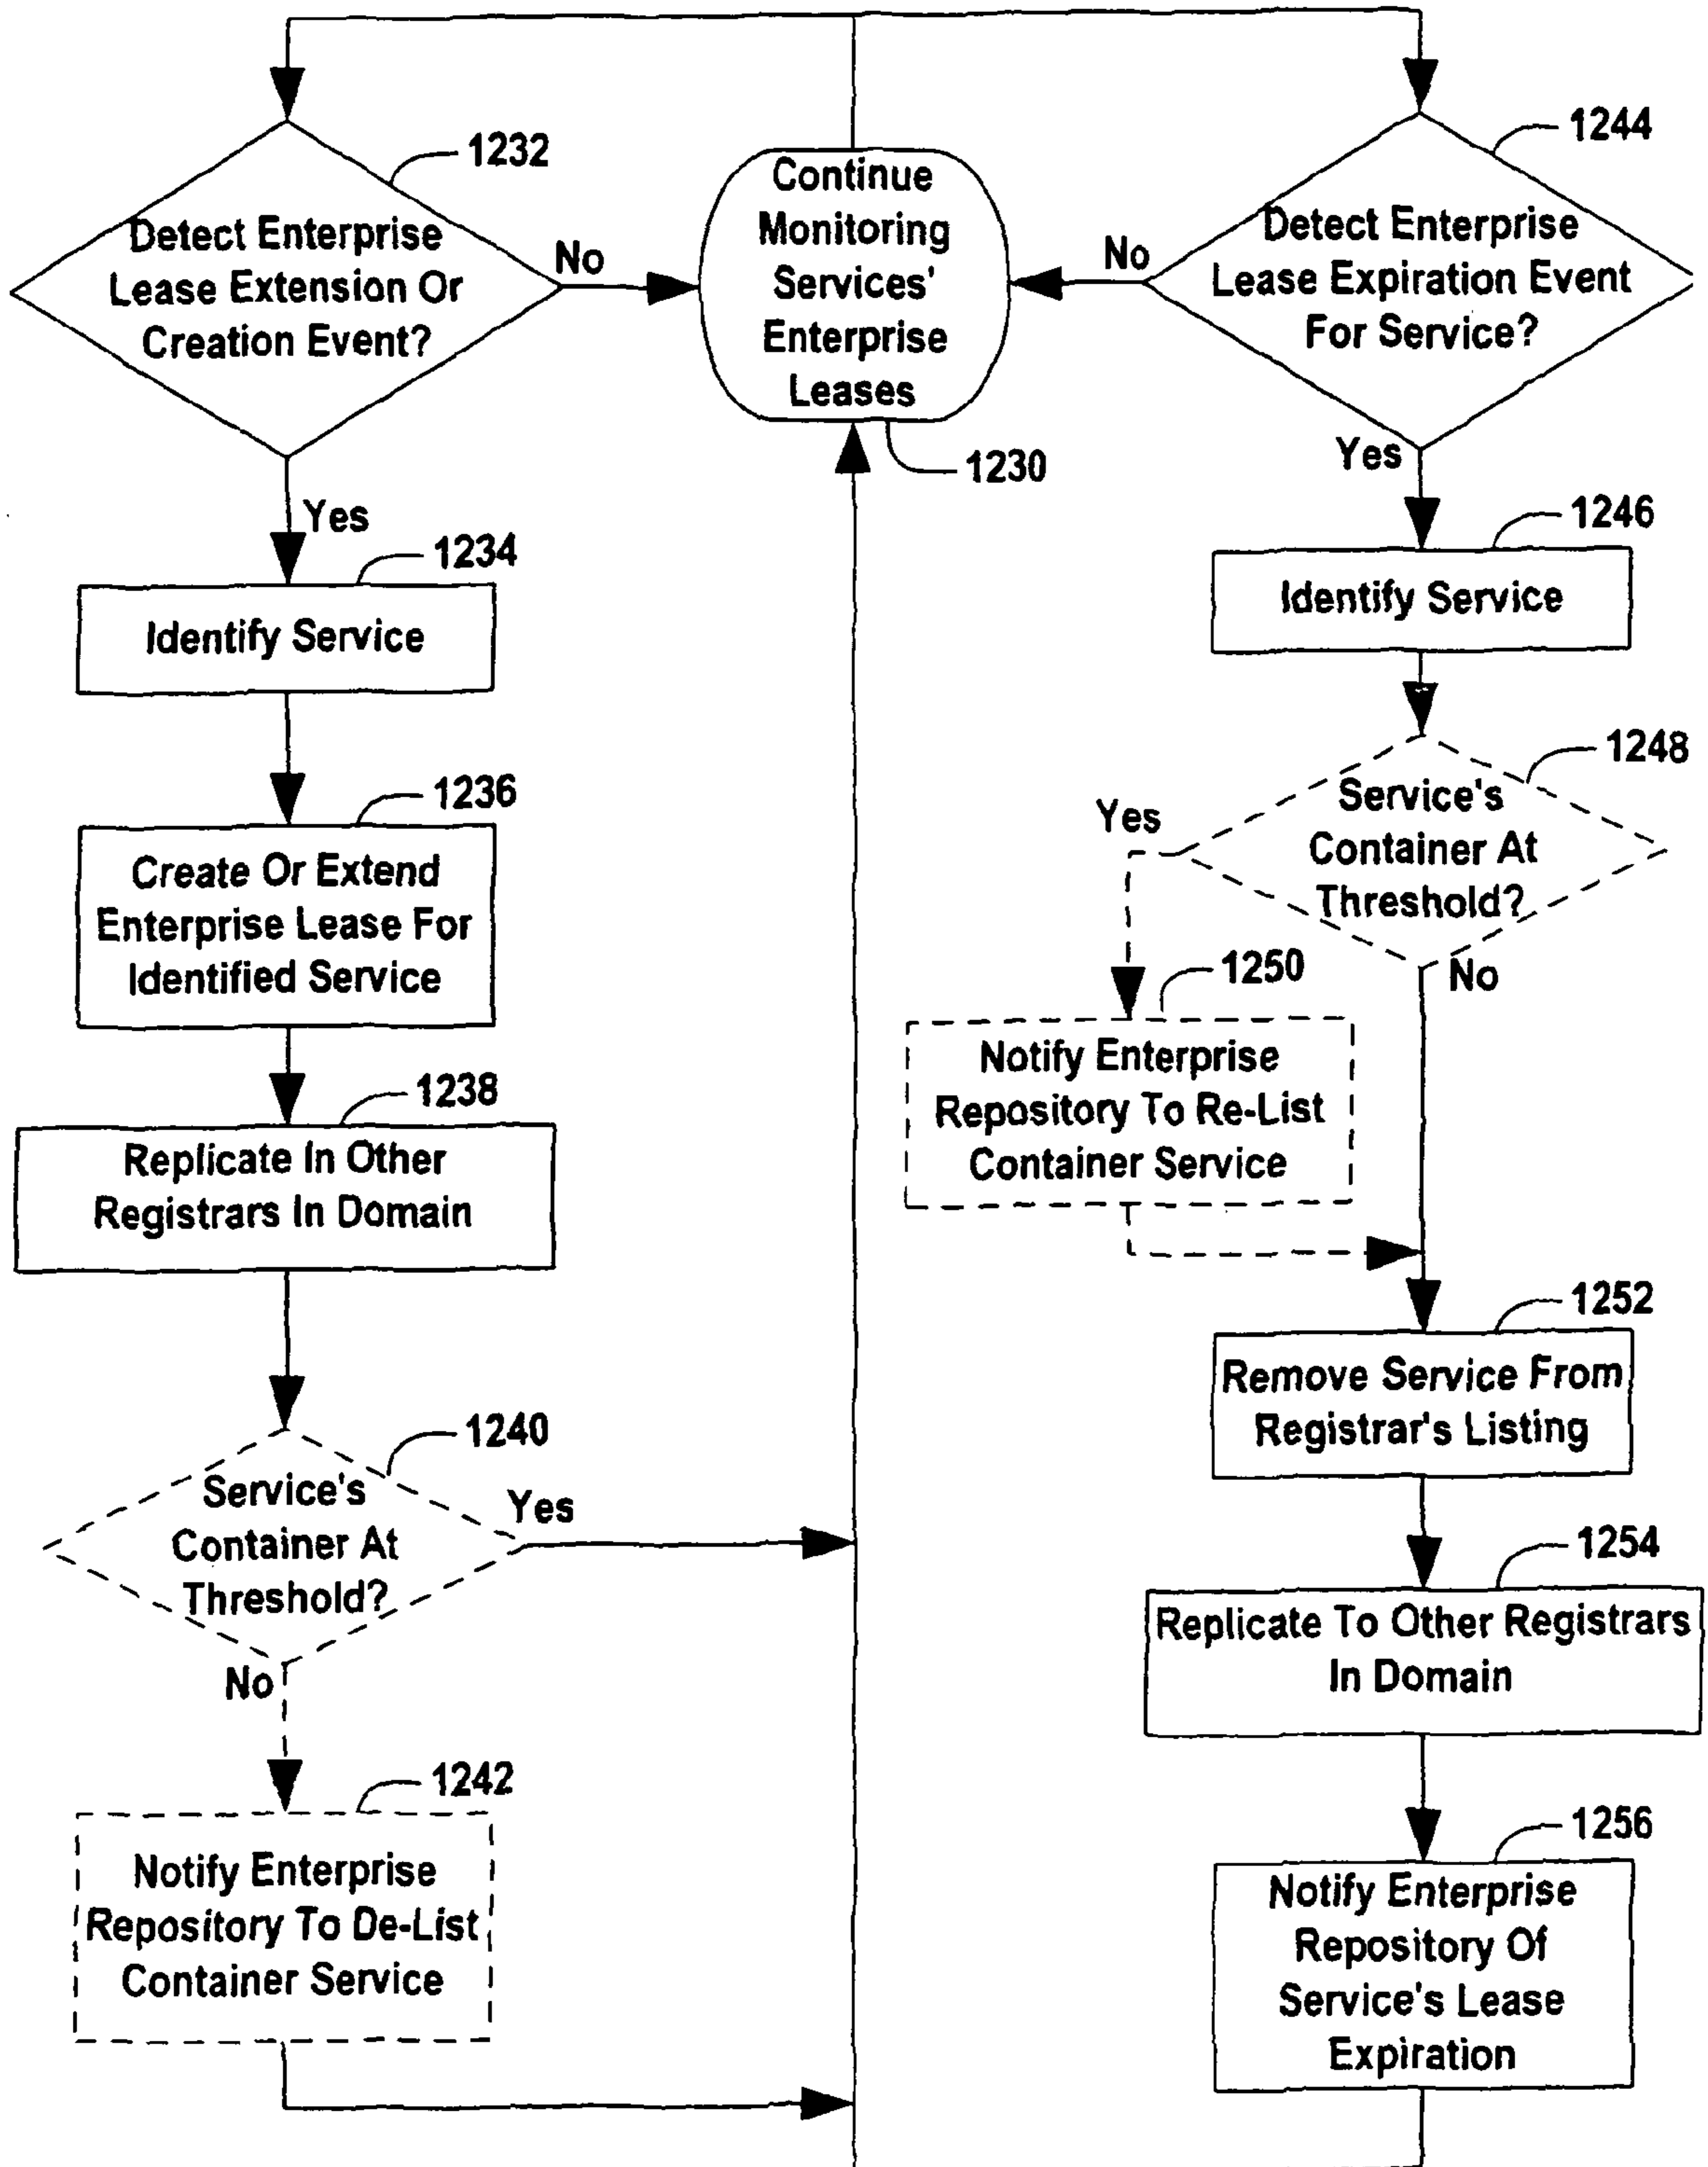 1232
Detect Enterprise
Lease Extension Or
Creation Event?
No
Yes
Continue
Monitoring
Services'
Enterprise
Leases
1230
1244
Detect Enterprise
Lease Expiration Event
For Service?
No
Yes
1234
Identify Service
1236
Create Or Extend
Enterprise Lease For
Identified Service
1238
Replicate In Other
Registrars In Domain
1240
Service's
Container At
Threshold?
Yes
No
1242
Notify Enterprise
Repository To De-List
Container Service
1246
Identify Service
1248
Service's
Container At
Threshold?
Yes
No
1250
Notify Enterprise
Repository To Re-List
Container Service
1252
Remove Service From
Registrar's Listing
1254
Replicate To Other Registrars
In Domain
1256
Notify Enterprise
Repository Of
Service's Lease
Expiration